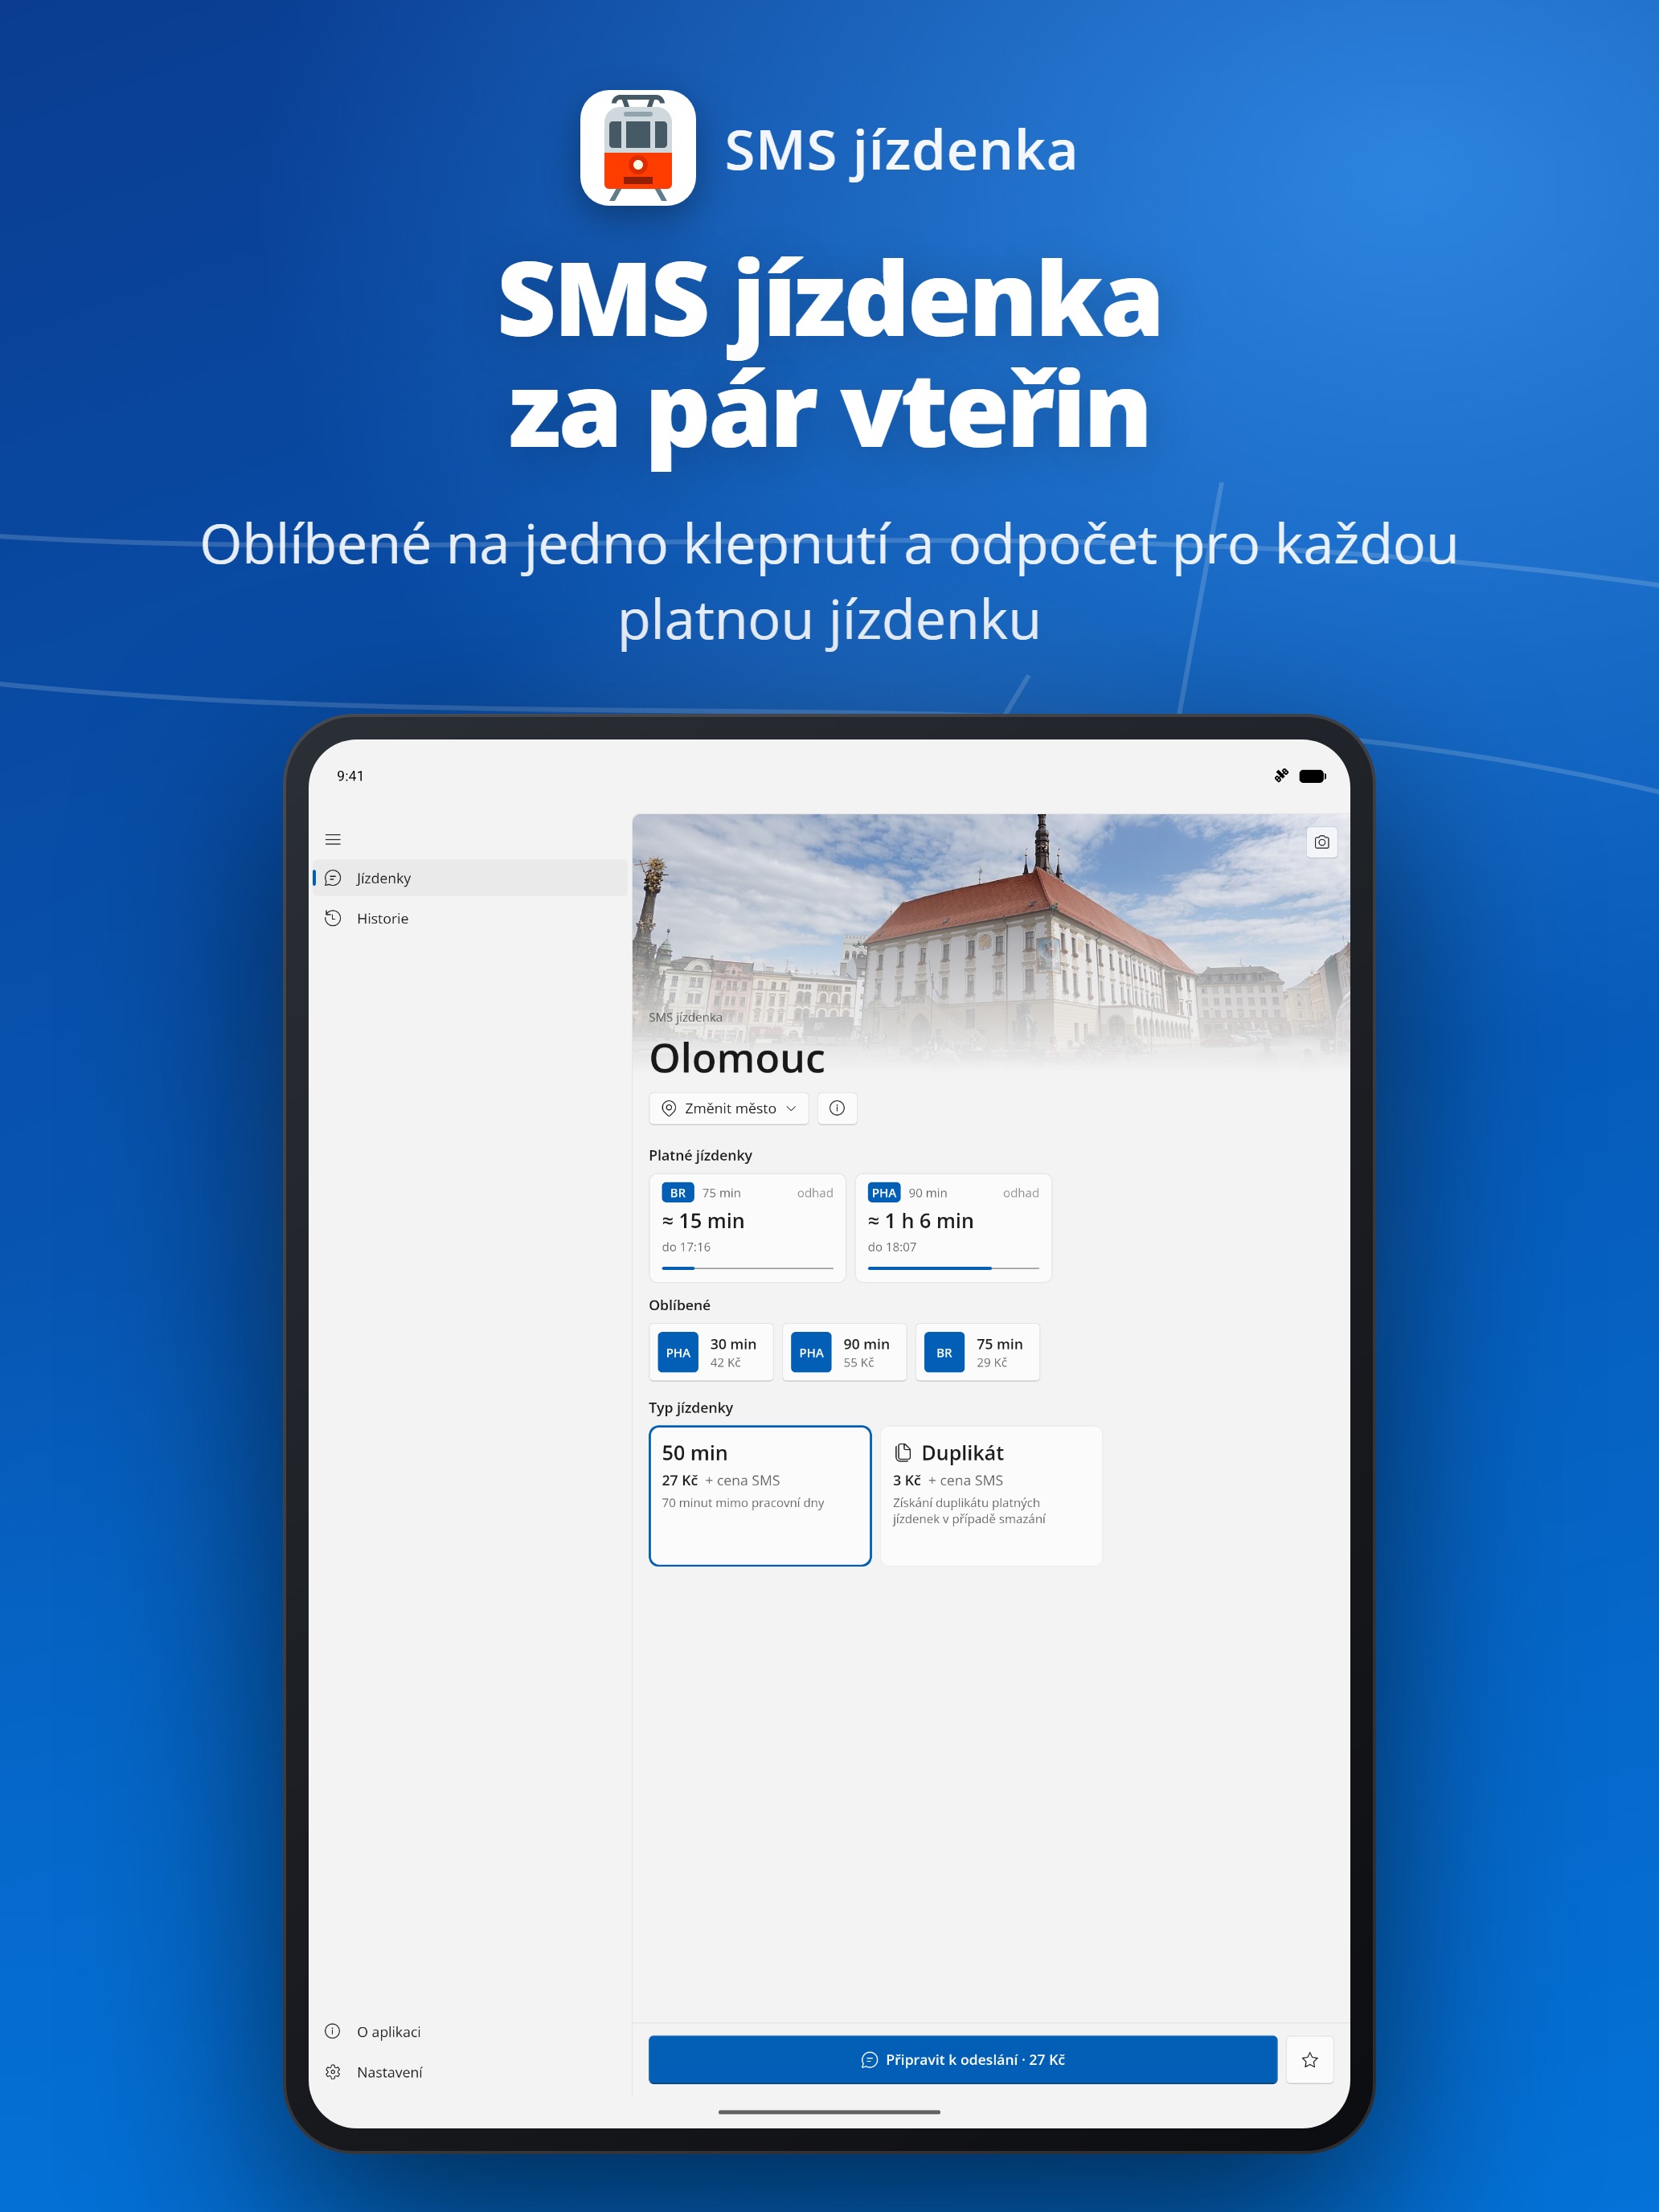 SMS jízdenka
SMS jízdenka
za pár vteřin
Oblíbené na jedno klepnutí a odpočet pro každou
platnou jízdenku
9:41
Jízdenky
Historie
SMS jízdenka
Olomouc
Změnit město
Platné jízdenky
BR 75 min odhad
≈ 15 min
do 17:16
PHA 90 min odhad
≈ 1 h 6 min
do 18:07
Oblíbené
PHA 30 min
42 Kč
PHA 90 min
55 Kč
BR 75 min
29 Kč
Typ jízdenky
50 min
27 Kč + cena SMS
70 minut mimo pracovní dny
Duplikát
3 Kč + cena SMS
Získání duplikátu platných
jízdenek v případě smazání
O aplikaci
Nastavení
Připravit k odeslání · 27 Kč